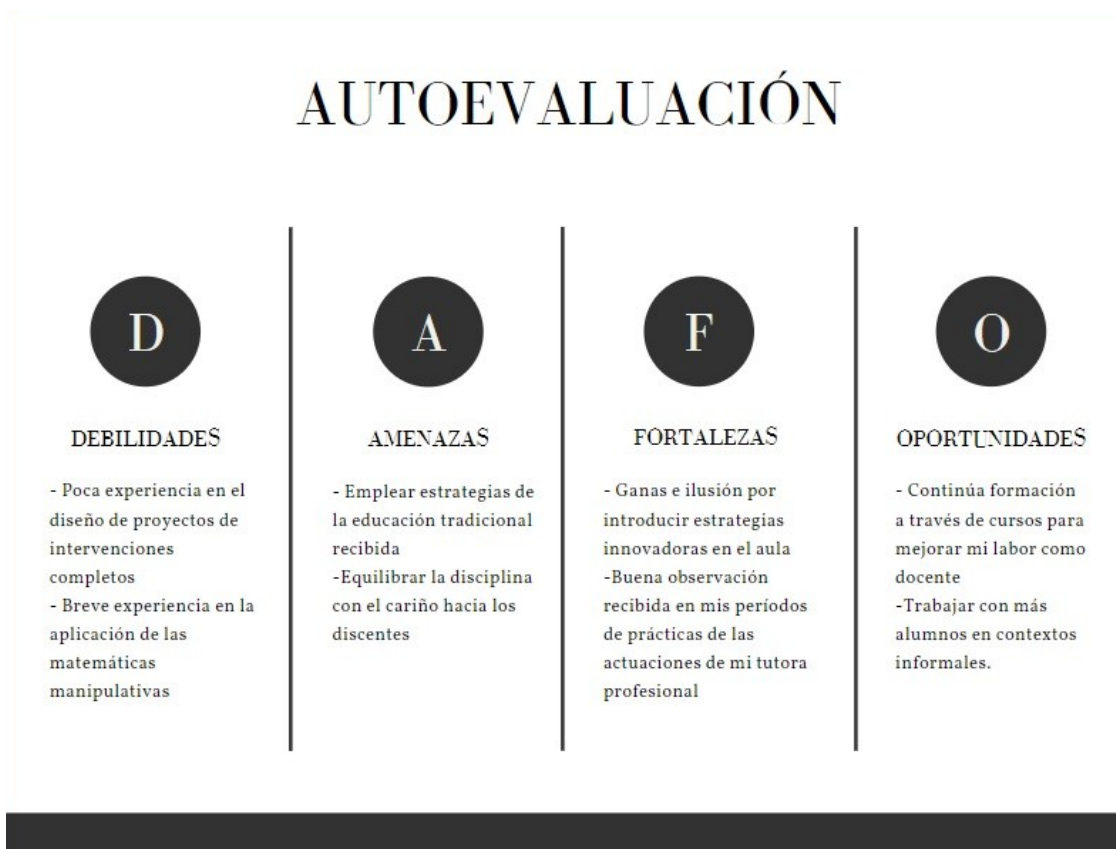 AUTOEVALUACIÓN
D
DEBILIDADES
- Poca experiencia en el
diseño de proyectos de
intervenciones
completos
- Breve experiencia en la
aplicación de las
matemáticas
manipulativas
A
AMENAZAS
- Emplear estrategias de
la educación tradicional
recibida
-Equilibrar la disciplina
con el cariño hacia los
discentes
F
FORTALEZAS
- Ganas e ilusión por
introducir estrategias
innovadoras en el aula
-Buena observación
recibida en mis períodos
de prácticas de las
actuaciones de mi tutora
profesional
O
OPORTUNIDADES
- Continúa formación
a través de cursos para
mejorar mi labor como
docente
-Trabajar con más
alumnos en contextos
informales.